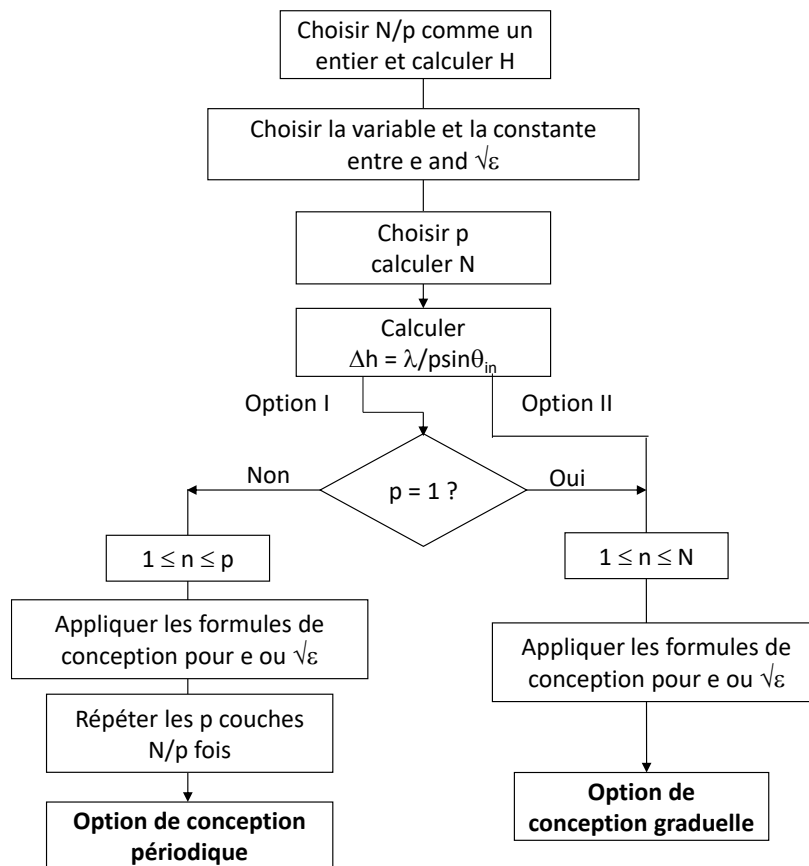 Choisir N/p comme un
entier et calculer H
Choisir la variable et la constante
entre e and √ε
Choisir p
calculer N
Calculer
Δh = λ/psinθin
Option I
Option II
Non
p = 1 ?
Oui
1 ≤ n ≤ p
1 ≤ n ≤ N
Appliquer les formules de
conception pour e ou √ε
Appliquer les formules de
conception pour e ou √ε
Répéter les p couches
N/p fois
Option de conception
périodique
Option de
conception graduelle